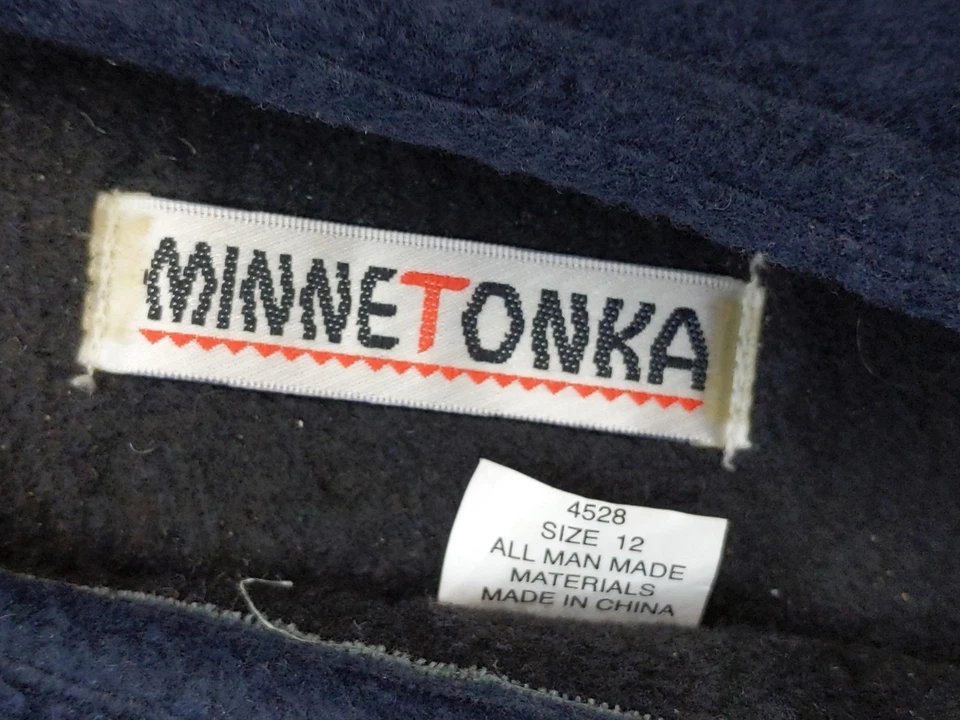 MINNETONKA
4528
SIZE 12
ALL MAN MADE
MATERIALS
MADE IN CHINA